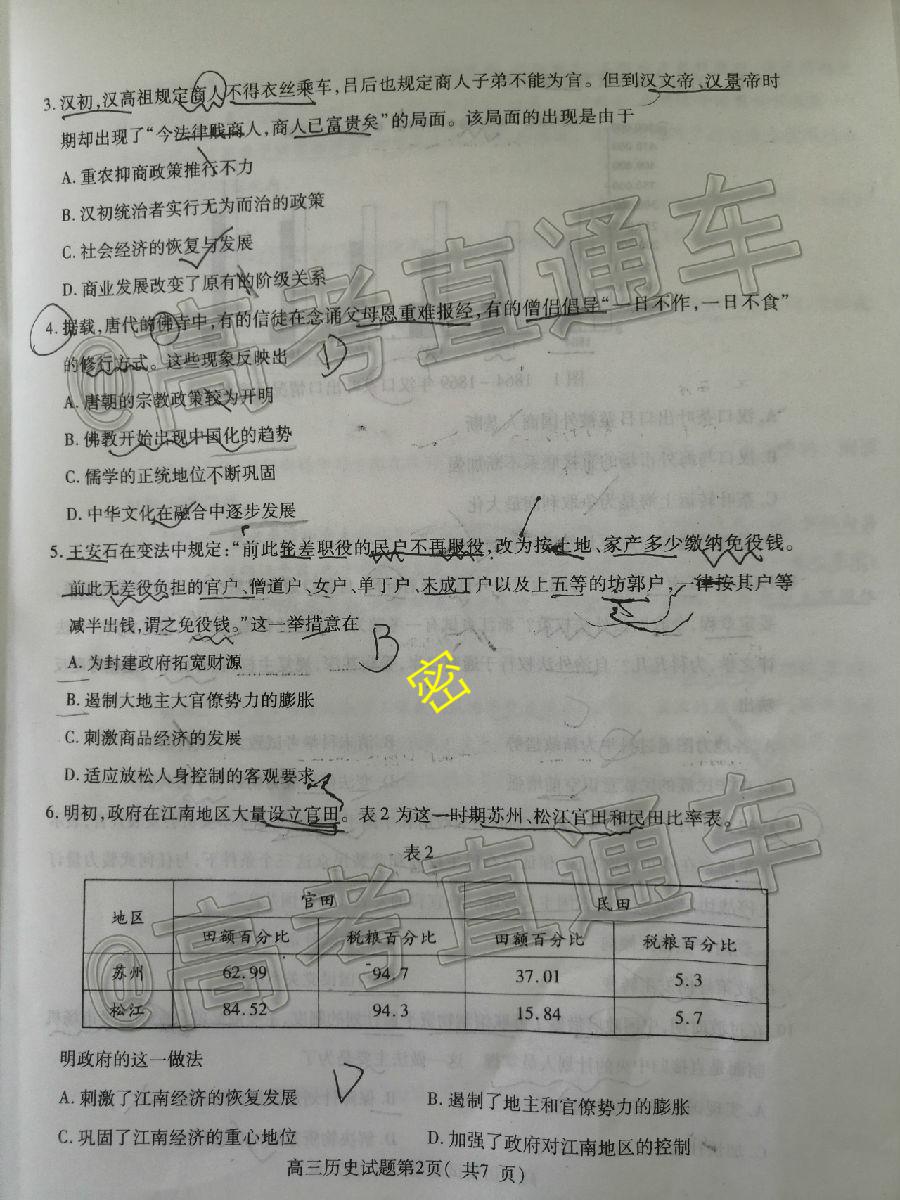 3.汉初,汉高祖规定商人不得衣丝乘车,吕后也规定商人子弟不能为官。但到汉文帝、汉景帝时
期却出现了“今法律贱商人,商人已富贵矣”的局面。该局面的出现是由于
A.重农抑商政策推行不力
B.汉初统治者实行无为而治的政策
C.社会经济的恢复与发展
D.商业发展改变了原有的阶级关系
4.据载,唐代的佛寺中,有的信徒在念诵父母恩重难报经,有的僧侣倡导“一日不作,一日不食”
的修行方式。这些现象反映出 D
A.唐朝的宗教政策较为开明
B.佛教开始出现中国化的趋势
C.儒学的正统地位不断巩固
D.中华文化在融合中逐步发展
5.王安石在变法中规定:“前此轮差职役的民户不再服役,改为按土地、家产多少缴纳免役钱。
前此无差役负担的官户、僧道户、女户、单丁户、未成丁户以及上五等的坊郭户,一律按其户等
减半出钱,谓之免役钱。”这一举措意在 B
A.为封建政府拓宽财源
B.遏制大地主大官僚势力的膨胀
C.刺激商品经济的发展
D.适应放松人身控制的客观要求
密
6.明初,政府在江南地区大量设立官田。表2为这一时期苏州、松江官田和民田比率表。
表2
地区 官田 民田
田额百分比 税粮百分比 田额百分比 税粮百分比
苏州 62.99 94.7 37.01 5.3
松江 84.52 94.3 15.84 5.7
明政府的这一做法 D
A.刺激了江南经济的恢复发展 B.遏制了地主和官僚势力的膨胀
C.巩固了江南经济的重心地位 D.加强了政府对江南地区的控制
高三历史试题第2页(共7 页)
@高考直通车
@高考直通车